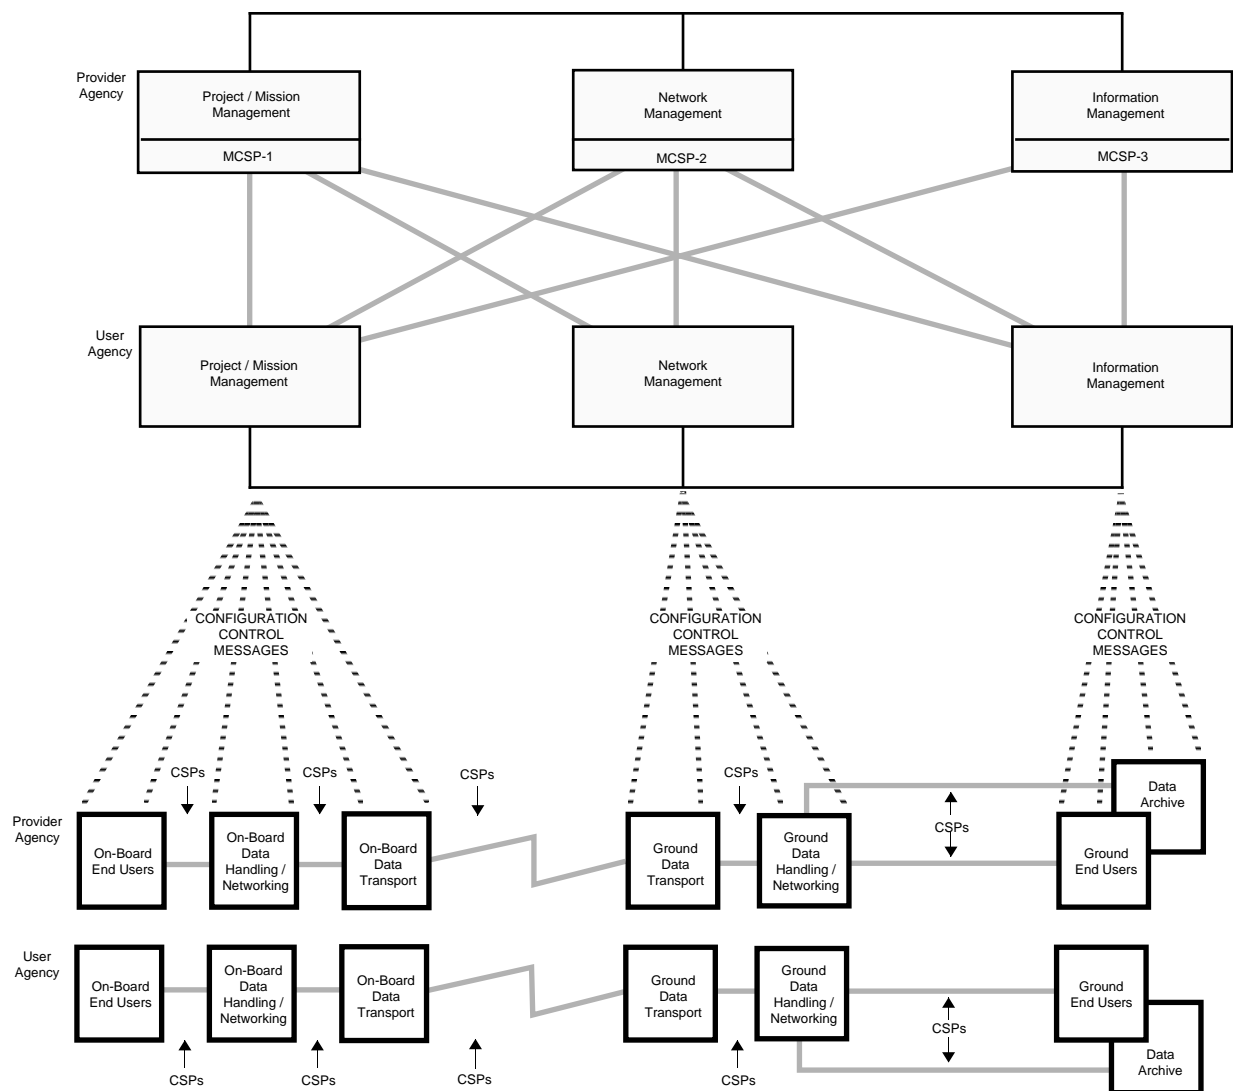 Provider
Agency
Project / Mission
Management
MCSP-1
Network
Management
MCSP-2
Information
Management
MCSP-3
User
Agency
Project / Mission
Management
Network
Management
Information
Management
CONFIGURATION
CONTROL
MESSAGES
CONFIGURATION
CONTROL
MESSAGES
CONFIGURATION
CONTROL
MESSAGES
CSPs
CSPs
CSPs
CSPs
Provider
Agency
On-Board
End Users
On-Board
Data
Handling /
Networking
On-Board
Data
Transport
Ground
Data
Transport
Ground
Data
Handling /
Networking
CSPs
Data
Archive
Ground
End Users
User
Agency
On-Board
End Users
On-Board
Data
Handling /
Networking
On-Board
Data
Transport
Ground
Data
Transport
Ground
Data
Handling /
Networking
CSPs
Ground
End Users
Data
Archive
CSPs
CSPs
CSPs
CSPs